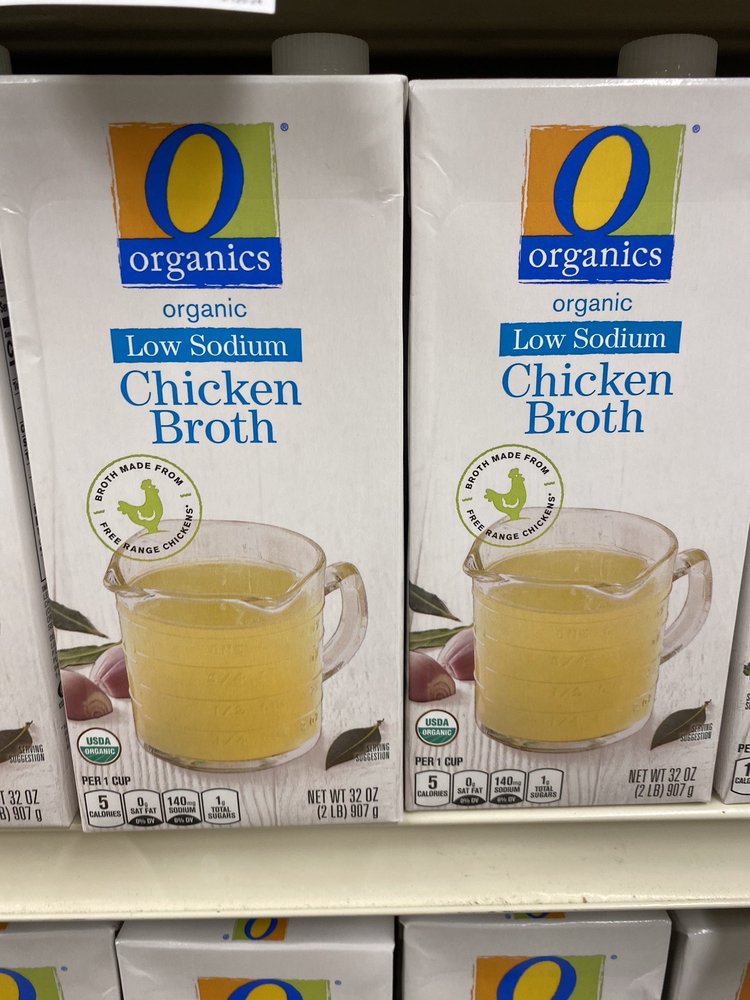 O
organics ®
organic
Low Sodium
Chicken
Broth
BROTH MADE FROM
FREE RANGE CHICKENS*
USDA
ORGANIC
SERVING
SUGGESTION
PER 1 CUP
5
CALORIES
0g
SAT FAT
0% DV
140mg
SODIUM
1g
TOTAL
SUGARS
NET WT 32 OZ
(2 LB) 907 g
O
organics ®
organic
Low Sodium
Chicken
Broth
BROTH MADE FROM
FREE RANGE CHICKENS*
USDA
ORGANIC
SERVING
SUGGESTION
PER 1 CUP
5
CALORIES
0g
SAT FAT
0% DV
140mg
SODIUM
1g
TOTAL
SUGARS
NET WT 32 OZ
(2 LB) 907 g
T 32 OZ
B) 907 g